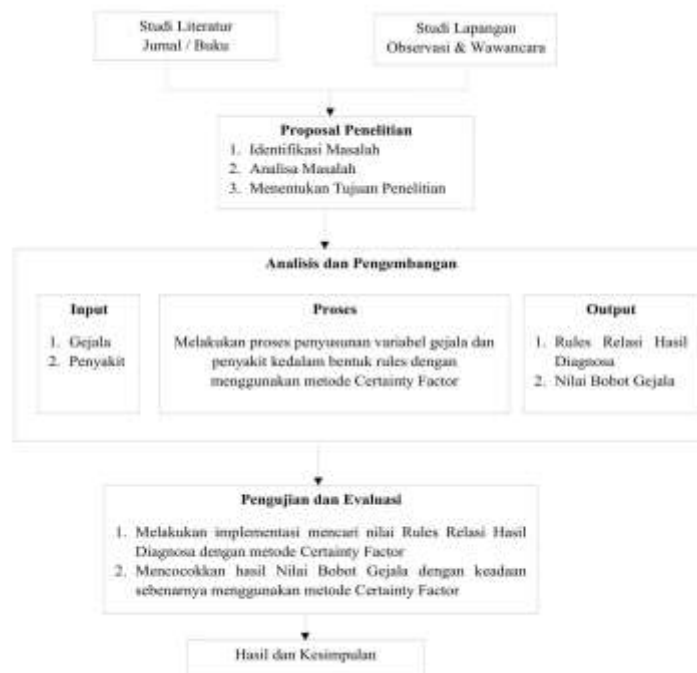 Studi Literatur
Jurnal / Buku
Studi Lapangan
Observasi & Wawancara
Proposal Penelitian
1. Identifikasi Masalah
2. Analisa Masalah
3. Menentukan Tujuan Penelitian
Analisis dan Pengembangan
Input
1. Gejala
2. Penyakit
Proses
Melakukan proses penyusunan variabel gejala dan
penyakit kedalam bentuk rules dengan
menggunakan metode Certainty Factor
Output
1. Rules Relasi Hasil
Diagnosa
2. Nilai Bobot Gejala
Pengujian dan Evaluasi
1. Melakukan implementasi mencari nilai Rules Relasi Hasil
Diagnosa dengan metode Certainty Factor
2. Mencocokkan hasil Nilai Bobot Gejala dengan keadaan
sebenarnya menggunakan metode Certainty Factor
Hasil dan Kesimpulan